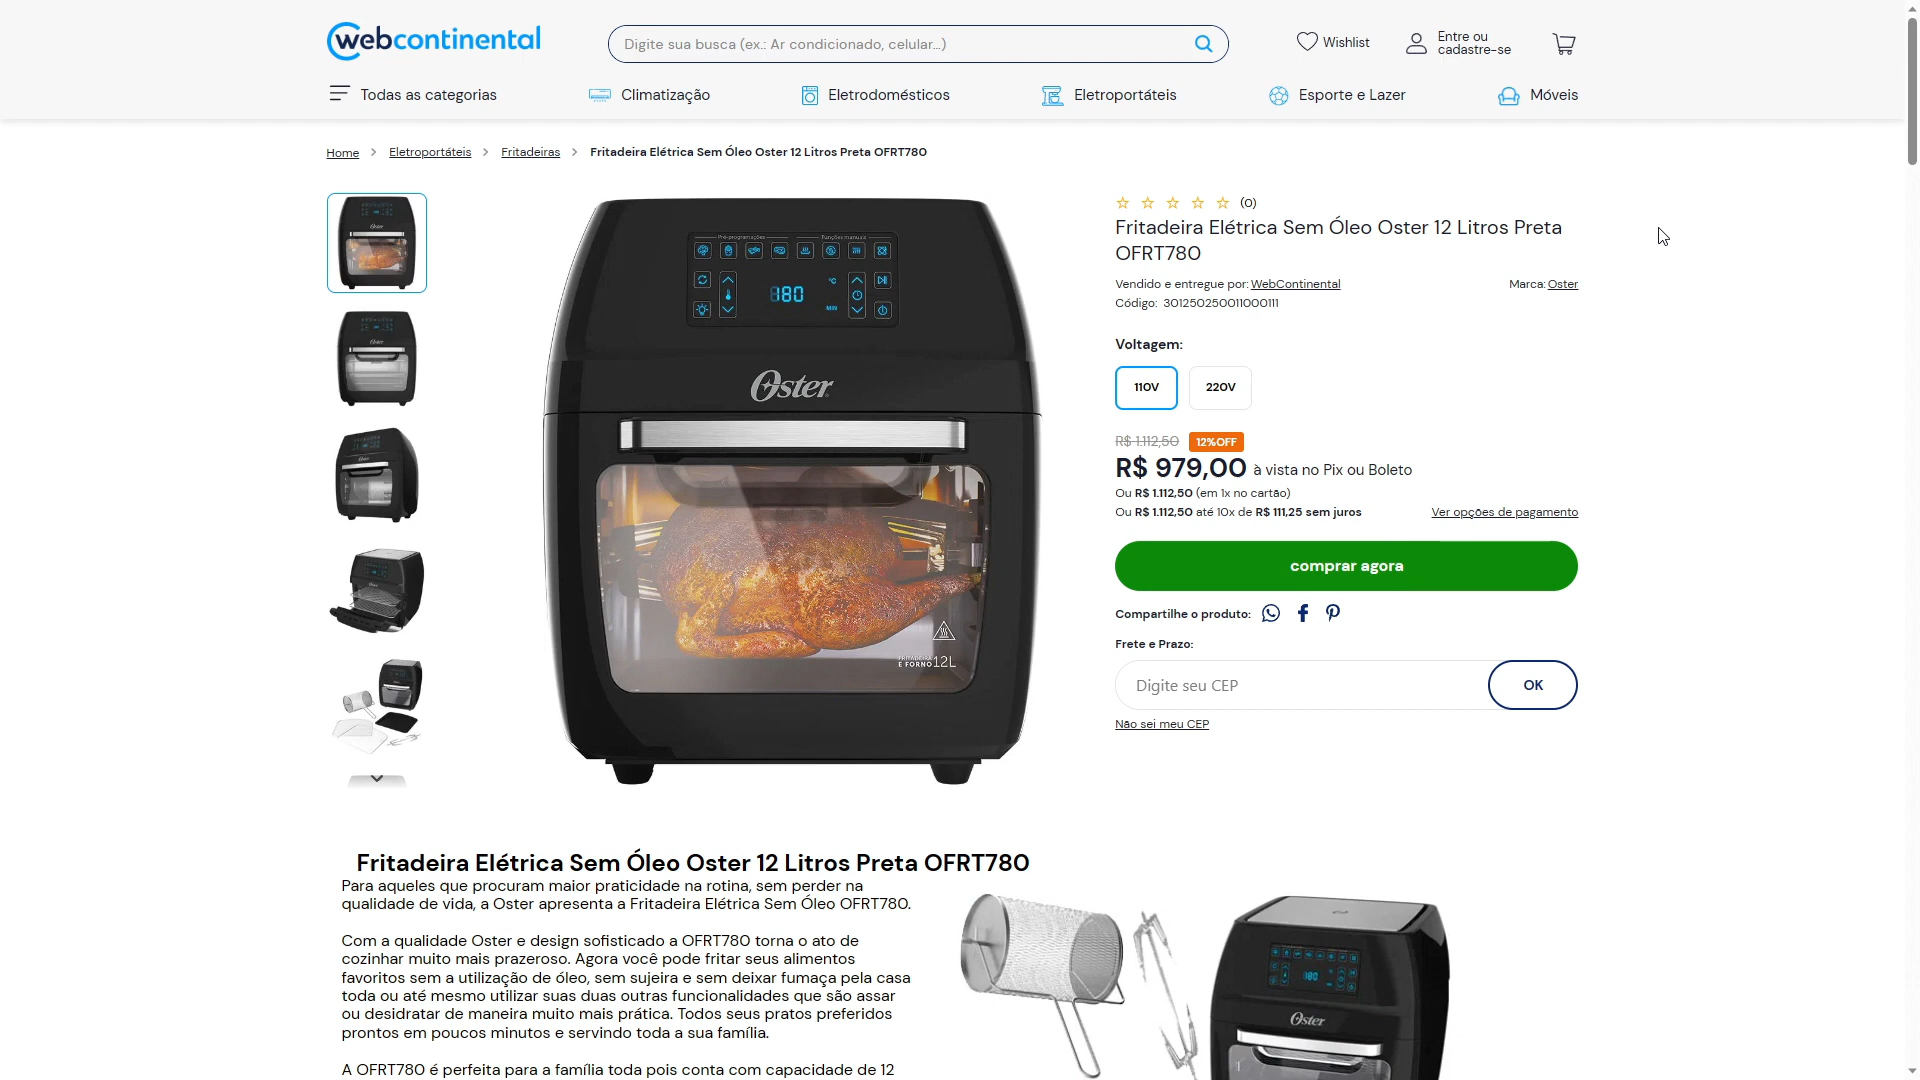 webcontinental
Digite sua busca (ex.: Ar condicionado, celular...)
Wishlist
Entre ou
cadastre-se
Todas as categorias
Climatização
Eletrodomésticos
Eletroportáteis
Esporte e Lazer
Móveis
Home > Eletroportáteis > Fritadeiras > Fritadeira Elétrica Sem Óleo Oster 12 Litros Preta OFRT780
Pré-programações
Funções manuais
180
°C
MIN
Oster
FRITADEIRA
E FORNO 12L
(0)
Fritadeira Elétrica Sem Óleo Oster 12 Litros Preta
OFRT780
Vendido e entregue por: WebContinental
Marca: Oster
Código: 301250250011000111
Voltagem:
110V
220V
R$ 1.112,50
12%OFF
R$ 979,00 à vista no Pix ou Boleto
Ou R$ 1.112,50 (em 1x no cartão)
Ou R$ 1.112,50 até 10x de R$ 111,25 sem juros
Ver opções de pagamento
comprar agora
Compartilhe o produto:
Frete e Prazo:
Digite seu CEP
OK
Não sei meu CEP
Fritadeira Elétrica Sem Óleo Oster 12 Litros Preta OFRT780
Para aqueles que procuram maior praticidade na rotina, sem perder na
qualidade de vida, a Oster apresenta a Fritadeira Elétrica Sem Óleo OFRT780.
Com a qualidade Oster e design sofisticado a OFRT780 torna o ato de
cozinhar muito mais prazeroso. Agora você pode fritar seus alimentos
favoritos sem a utilização de óleo, sem sujeira e sem deixar fumaça pela casa
toda ou até mesmo utilizar suas duas outras funcionalidades que são assar
ou desidratar de maneira muito mais prática. Todos seus pratos preferidos
prontos em poucos minutos e servindo toda a sua família.
A OFRT780 é perfeita para a família toda pois conta com capacidade de 12
180
Oster